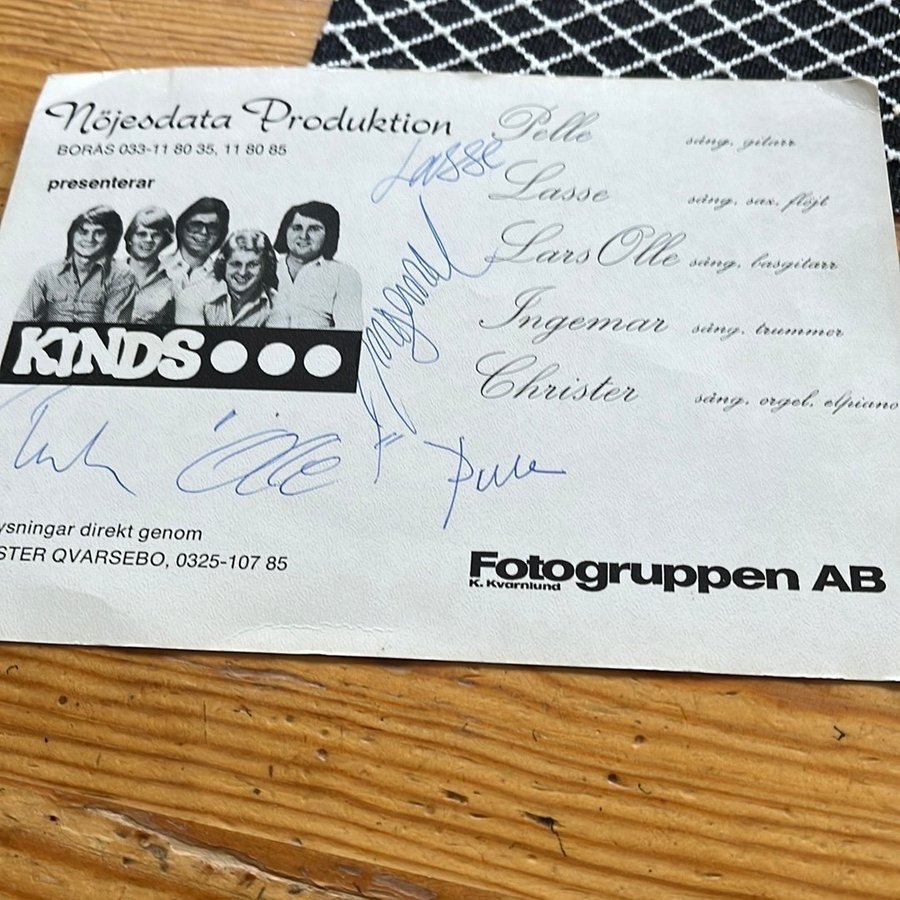 Nöjesdata Produktion
BORÅS 033-11 80 35, 11 80 85
presenterar
KINDS
Lasse
Ingemar
Olle
Pelle
ysningar direkt genom
STER QVARSEBO, 0325-107 85
Pelle sång, gitarr
Lasse sång, sax, flöjt
Lars Olle sång, basgitarr
Ingemar sång, trummor
Christer sång, orgel, elpiano
Fotogruppen AB
K. Kvarnlund